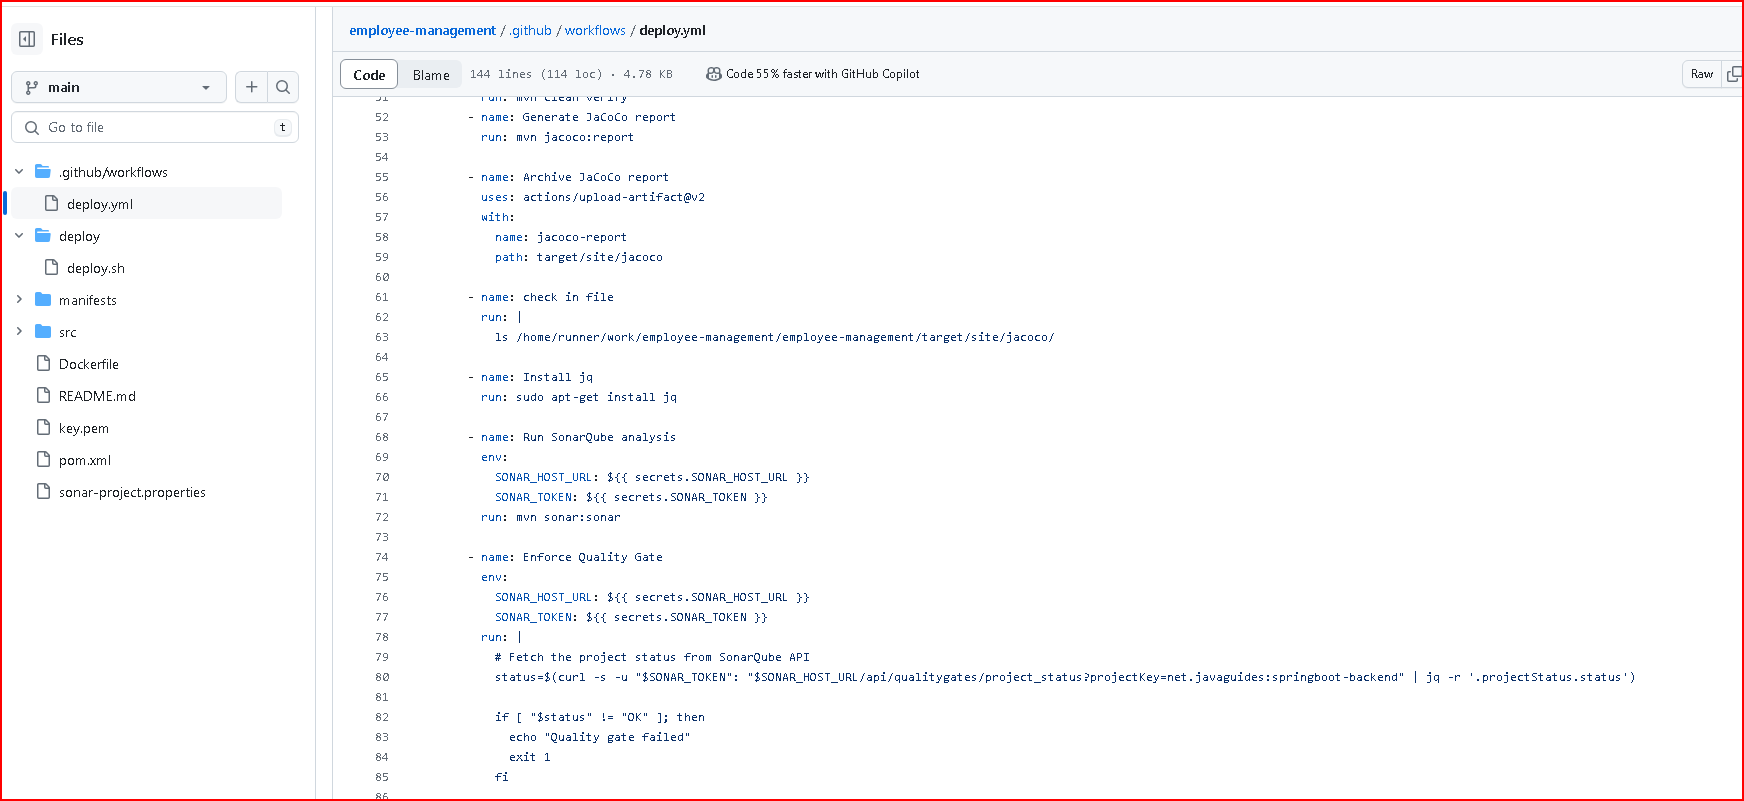 Files
main
Go to file
t
.github/workflows
deploy.yml
deploy
deploy.sh
manifests
src
Dockerfile
README.md
key.pem
pom.xml
sonar-project.properties
employee-management / .github / workflows / deploy.yml
Code Blame 144 lines (114 loc) · 4.78 KB Code 55% faster with GitHub Copilot Raw
51 run: mvn clean verify
52 - name: Generate JaCoCo report
53 run: mvn jacoco:report
54
55 - name: Archive JaCoCo report
56 uses: actions/upload-artifact@v2
57 with:
58 name: jacoco-report
59 path: target/site/jacoco
60
61 - name: check in file
62 run: |
63 ls /home/runner/work/employee-management/employee-management/target/site/jacoco/
64
65 - name: Install jq
66 run: sudo apt-get install jq
67
68 - name: Run SonarQube analysis
69 env:
70 SONAR_HOST_URL: ${{ secrets.SONAR_HOST_URL }}
71 SONAR_TOKEN: ${{ secrets.SONAR_TOKEN }}
72 run: mvn sonar:sonar
73
74 - name: Enforce Quality Gate
75 env:
76 SONAR_HOST_URL: ${{ secrets.SONAR_HOST_URL }}
77 SONAR_TOKEN: ${{ secrets.SONAR_TOKEN }}
78 run: |
79 # Fetch the project status from SonarQube API
80 status=$(curl -s -u "$SONAR_TOKEN": "$SONAR_HOST_URL/api/qualitygates/project_status?projectKey=net.javaguides:springboot-backend" | jq -r '.projectStatus.status')
81
82 if [ "$status" != "OK" ]; then
83 echo "Quality gate failed"
84 exit 1
85 fi
86